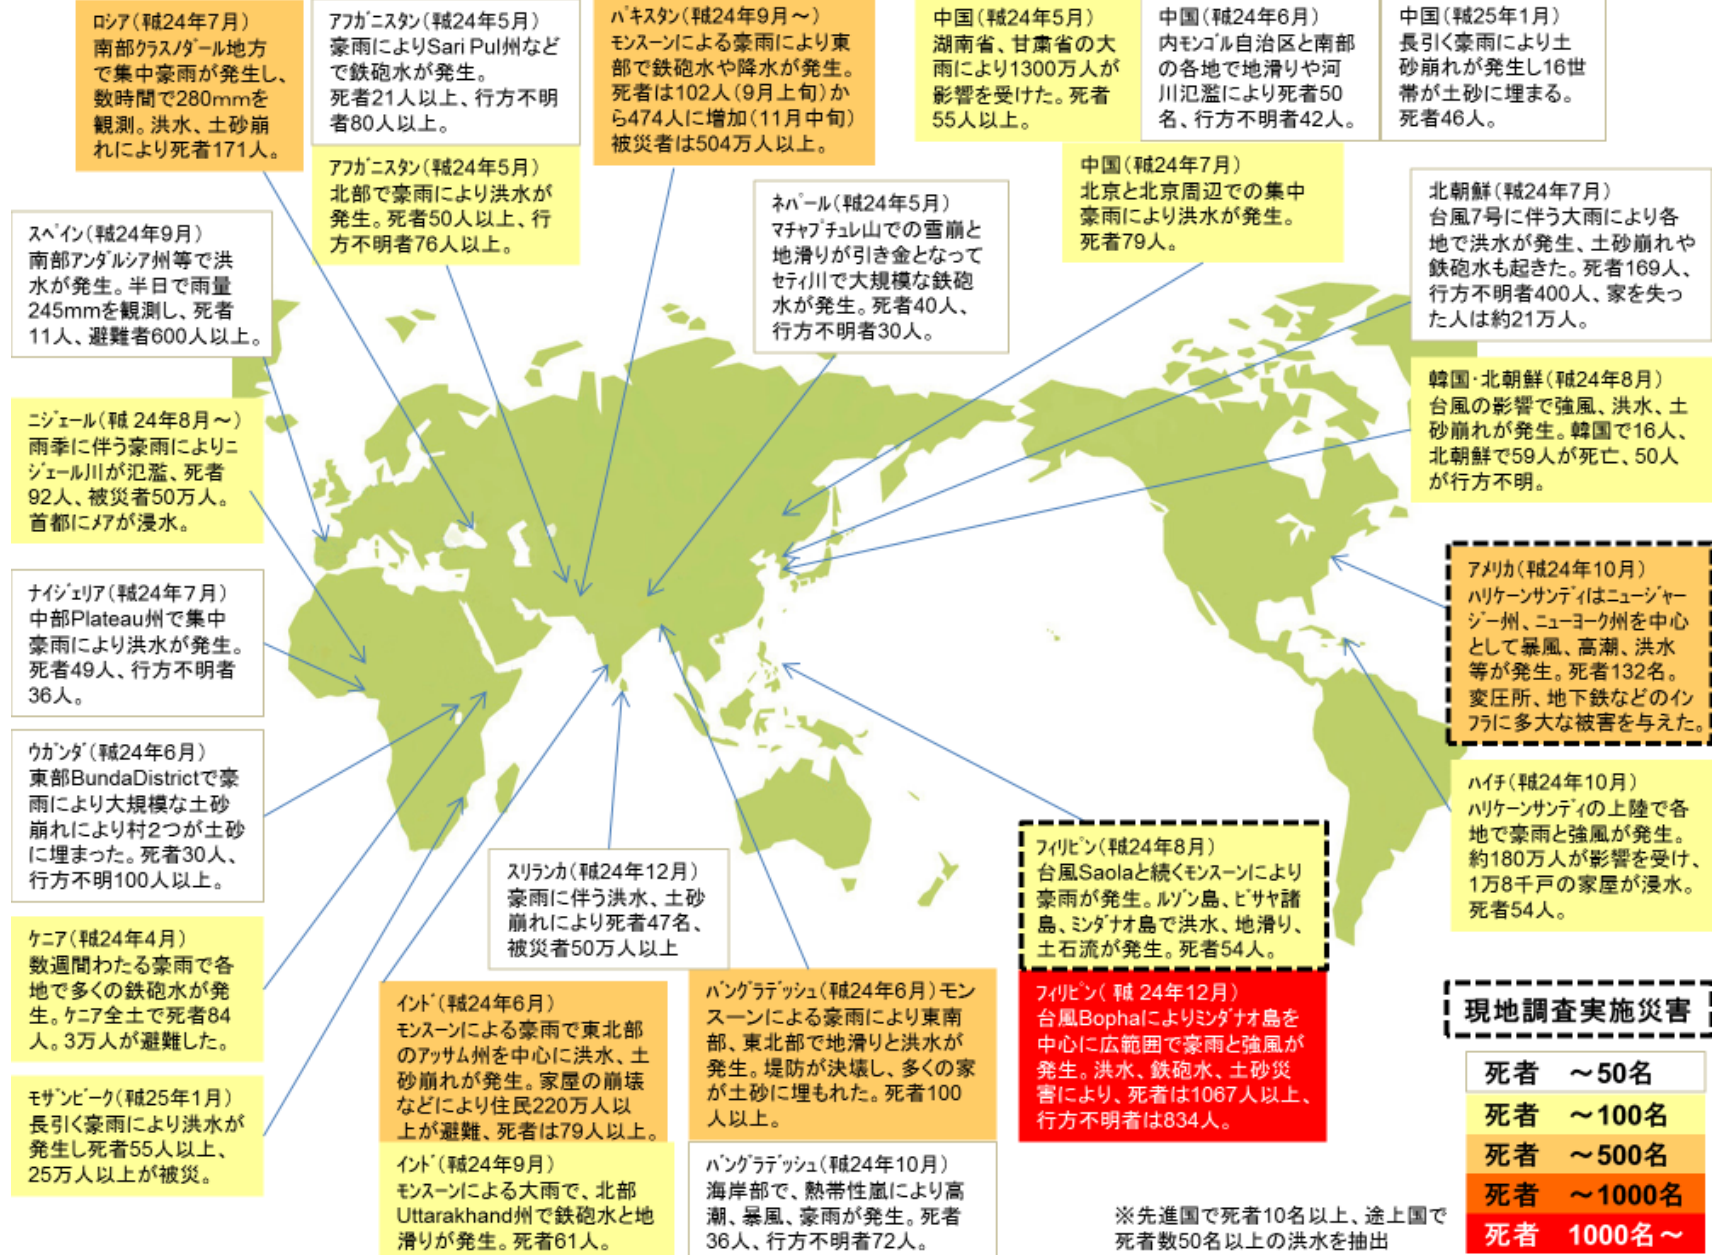 ロシア（平成24年7月）
南部クラスノダール地方
で集中豪雨が発生し、
数時間で280mmを
観測。洪水、土砂崩
れにより死者171人。
アフガニスタン（平成24年5月）
豪雨によりSari Pul州など
で鉄砲水が発生。
死者21人以上、行方不明
者80人以上。
パキスタン（平成24年9月～）
モンスーンによる豪雨により東
部で鉄砲水や降水が発生。
死者は102人（9月上旬）か
ら474人に増加（11月中旬）
被災者は504万人以上。
中国（平成24年5月）
湖南省、甘粛省の大
雨により1300万人が
影響を受けた。死者
55人以上。
中国（平成24年6月）
内モンゴル自治区と南部
の各地で地滑りや河
川氾濫により死者50
名、行方不明者42人。
中国（平成25年1月）
長引く豪雨により土
砂崩れが発生し16世
帯が土砂に埋まる。
死者46人。
アフガニスタン（平成24年5月）
北部で豪雨により洪水が
発生。死者50人以上、行
方不明者76人以上。
中国（平成24年7月）
北京と北京周辺での集中
豪雨により洪水が発生。
死者79人。
ネパール（平成24年5月）
マチャプチュレ山での雪崩と
地滑りが引き金となって
セティ川で大規模な鉄砲
水が発生。死者40人、
行方不明者30人。
北朝鮮（平成24年7月）
台風7号に伴う大雨により各
地で洪水が発生、土砂崩れや
鉄砲水も起きた。死者169人、
行方不明者400人、家を失っ
た人は約21万人。
スペイン（平成24年9月）
南部アンダルシア州等で洪
水が発生。半日で雨量
245mmを観測し、死者
11人、避難者600人以上。
韓国・北朝鮮（平成24年8月）
台風の影響で強風、洪水、土
砂崩れが発生。韓国で16人、
北朝鮮で59人が死亡、50人
が行方不明。
ニジェール（平成 24年8月～）
雨季に伴う豪雨によりニ
ジェール川が氾濫、死者
92人、被災者50万人。
首都ニメアが浸水。
アメリカ（平成24年10月）
ハリケーンサンディはニュージャー
ジー州、ニューヨーク州を中心
として暴風、高潮、洪水
等が発生。死者132名。
変圧所、地下鉄などのイン
フラに多大な被害を与えた。
ナイジェリア（平成24年7月）
中部Plateau州で集中
豪雨により洪水が発生。
死者49人、行方不明者
36人。
ウガンダ（平成24年6月）
東部BundaDistrictで豪
雨により大規模な土砂
崩れにより村2つが土砂
に埋まった。死者30人、
行方不明100人以上。
ハイチ（平成24年10月）
ハリケーンサンディの上陸で各
地で豪雨と強風が発生。
約180万人が影響を受け、
1万8千戸の家屋が浸水。
死者54人。
フィリピン（平成24年8月）
台風Saolaと続くモンスーンにより
豪雨が発生。ルソン島、ビサヤ諸
島、ミンダナオ島で洪水、地滑り、
土石流が発生。死者54人。
スリランカ（平成24年12月）
豪雨に伴う洪水、土砂
崩れにより死者47名、
被災者50万人以上
ケニア（平成24年4月）
数週間わたる豪雨で各
地で多くの鉄砲水が発
生。ケニア全土で死者84
人。3万人が避難した。
インド（平成24年6月）
モンスーンによる豪雨で東北部
のアッサム州を中心に洪水、土
砂崩れが発生。家屋の崩壊
などにより住民220万人以
上が避難、死者は79人以上。
バングラデッシュ（平成24年6月）モン
スーンによる豪雨により東南
部、東北部で地滑りと洪水が
発生。堤防が決壊し、多くの家
が土砂に埋もれた。死者100
人以上。
フィリピン（平成 24年12月）
台風Bophaによりミンダナオ島を
中心に広範囲で豪雨と強風が
発生。洪水、鉄砲水、土砂災
害により、死者は1067人以上、
行方不明者は834人。
モザンビーク（平成25年1月）
長引く豪雨により洪水が
発生し死者55人以上、
25万人以上が被災。
インド（平成24年9月）
モンスーンによる大雨で、北部
Uttarakhand州で鉄砲水と地
滑りが発生。死者61人。
バングラデッシュ（平成24年10月）
海岸部で、熱帯性嵐により高
潮、暴風、豪雨が発生。死者
36人、行方不明者72人。
現地調査実施災害
死者　～50名
死者　～100名
死者　～500名
死者　～1000名
死者　1000名～
※先進国で死者10名以上、途上国で
死者数50名以上の洪水を抽出